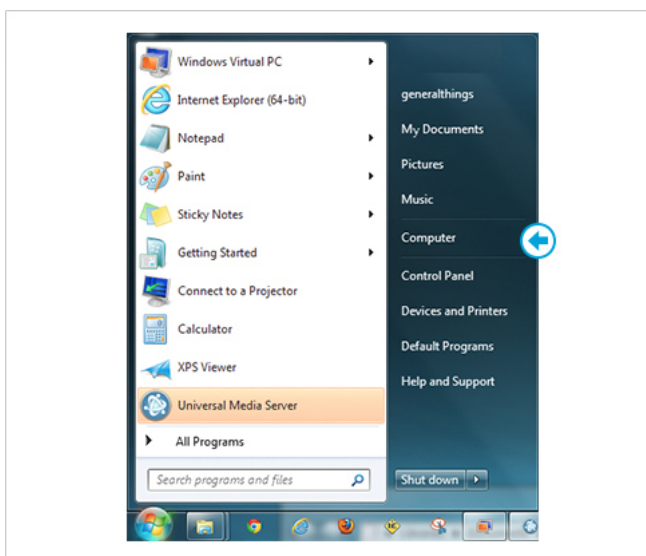 Windows Virtual PC
Internet Explorer (64-bit)
Notepad
Paint
Sticky Notes
Getting Started
Connect to a Projector
Calculator
XPS Viewer
Universal Media Server
All Programs
Search programs and files
generalthings
My Documents
Pictures
Music
Computer
Control Panel
Devices and Printers
Default Programs
Help and Support
Shut down